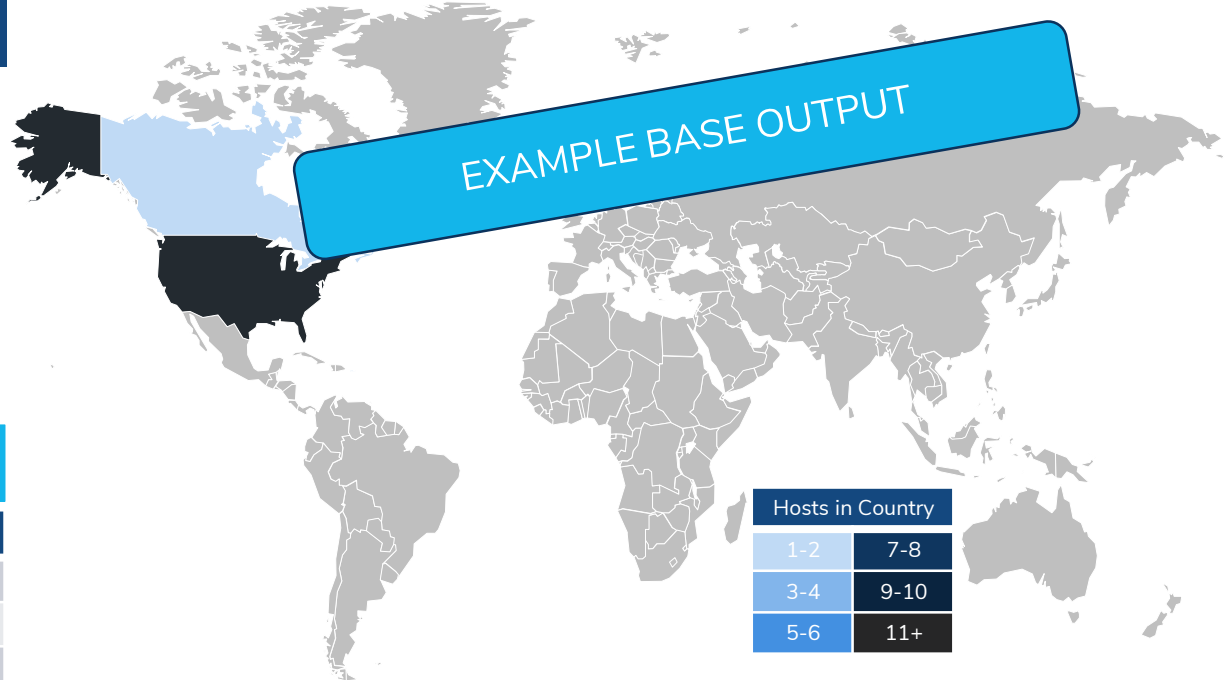 EXAMPLE BASE OUTPUT
Hosts in Country
1-2 7-8
3-4 9-10
5-6 11+